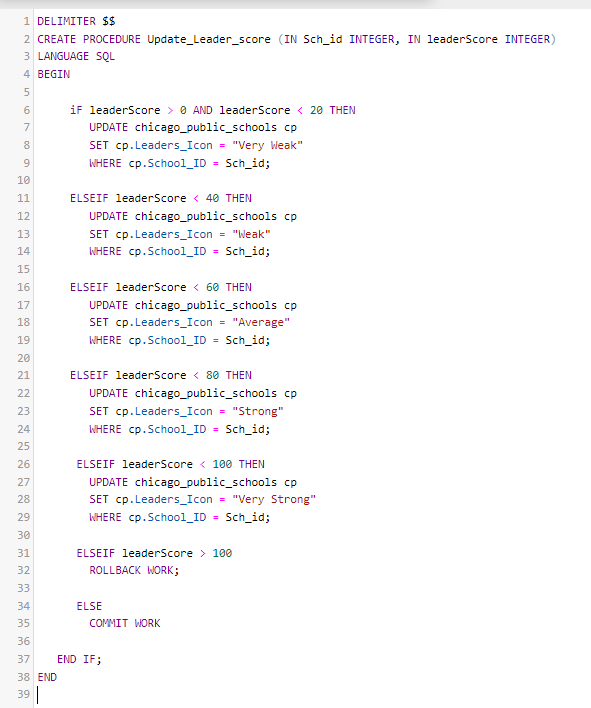 1 DELIMITER $$
2 CREATE PROCEDURE Update_Leader_score (IN Sch_id INTEGER, IN leaderScore INTEGER)
3 LANGUAGE SQL
4 BEGIN
5
6 iF leaderScore > 0 AND leaderScore < 20 THEN
7 UPDATE chicago_public_schools cp
8 SET cp.Leaders_Icon = "Very Weak"
9 WHERE cp.School_ID = Sch_id;
10
11 ELSEIF leaderScore < 40 THEN
12 UPDATE chicago_public_schools cp
13 SET cp.Leaders_Icon = "Weak"
14 WHERE cp.School_ID = Sch_id;
15
16 ELSEIF leaderScore < 60 THEN
17 UPDATE chicago_public_schools cp
18 SET cp.Leaders_Icon = "Average"
19 WHERE cp.School_ID = Sch_id;
20
21 ELSEIF leaderScore < 80 THEN
22 UPDATE chicago_public_schools cp
23 SET cp.Leaders_Icon = "Strong"
24 WHERE cp.School_ID = Sch_id;
25
26 ELSEIF leaderScore < 100 THEN
27 UPDATE chicago_public_schools cp
28 SET cp.Leaders_Icon = "Very Strong"
29 WHERE cp.School_ID = Sch_id;
30
31 ELSEIF leaderScore > 100
32 ROLLBACK WORK;
33
34 ELSE
35 COMMIT WORK
36
37 END IF;
38 END
39